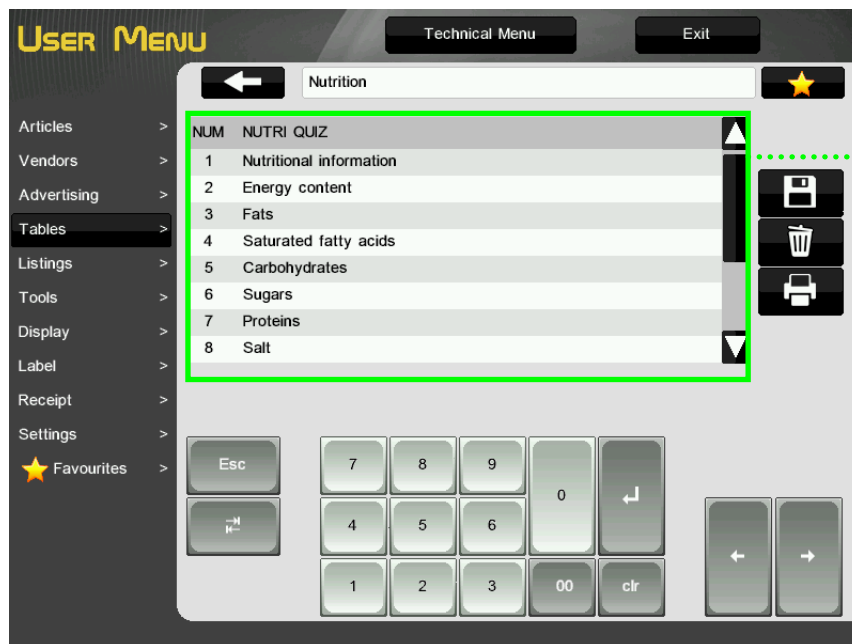 USER MENU
Technical Menu
Exit
Nutrition
Articles >
Vendors >
Advertising >
Tables >
Listings >
Tools >
Display >
Label >
Receipt >
Settings >
Favourites >
NUM NUTRI QUIZ
1 Nutritional information
2 Energy content
3 Fats
4 Saturated fatty acids
5 Carbohydrates
6 Sugars
7 Proteins
8 Salt
Esc
7 8 9
0
4 5 6
1 2 3 00 clr